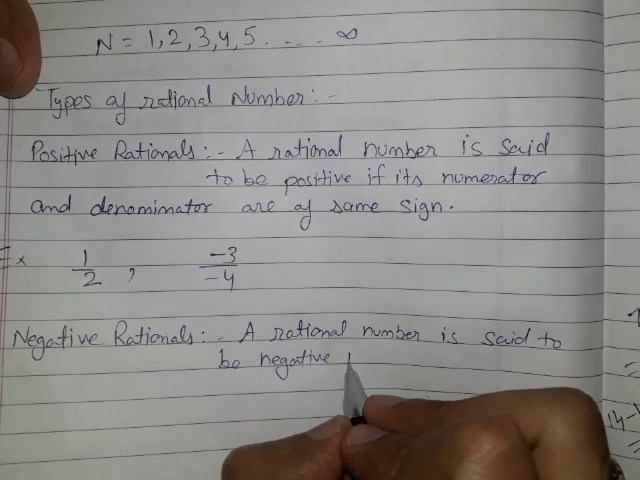 N = 1,2,3,4,5. - - . - ∞
Types of rational Number : -
Positive Rationals : - A rational number is said
to be positive if its numerator
and denominator are of same sign.
Ex 1/2 , -3/-4
Negative Rationals : - A rational number is said to
be negative
14-
=